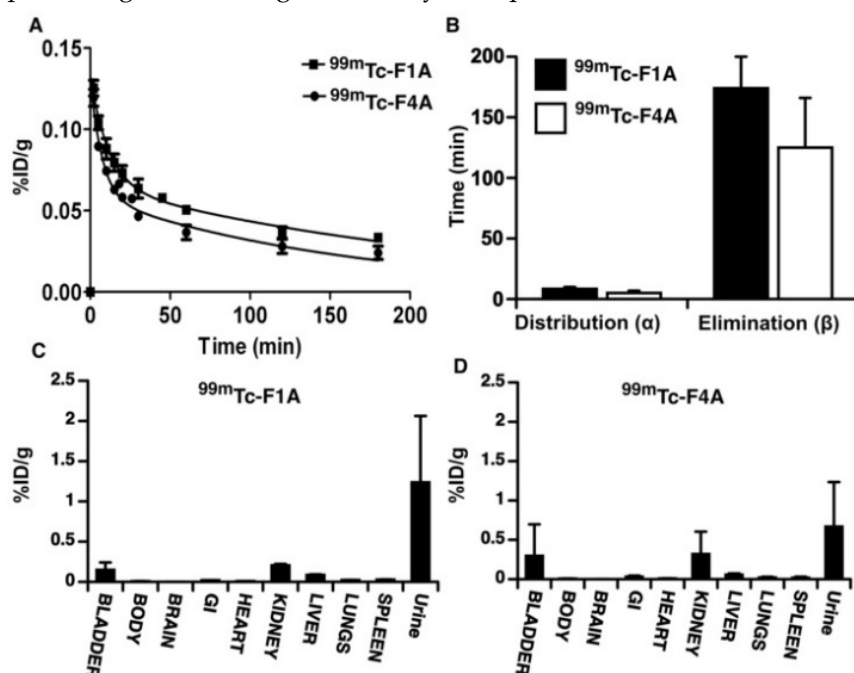 A
0.15
0.10
0.05
0.00
%ID/g
0 50 100 150 200
Time (min)
99mTc-F1A
99mTc-F4A
B
200
150
100
50
0
Time (min)
99mTc-F1A
99mTc-F4A
Distribution (α) Elimination (β)
C
99mTc-F1A
2.5
2
1.5
1
0.5
0
%ID/g
BLADDER
BODY
BRAIN
GI
HEART
KIDNEY
LIVER
LUNGS
SPLEEN
Urine
D
99mTc-F4A
2.5
2
1.5
1
0.5
0
%ID/g
BLADDER
BODY
BRAIN
GI
HEART
KIDNEY
LIVER
LUNGS
SPLEEN
Urine